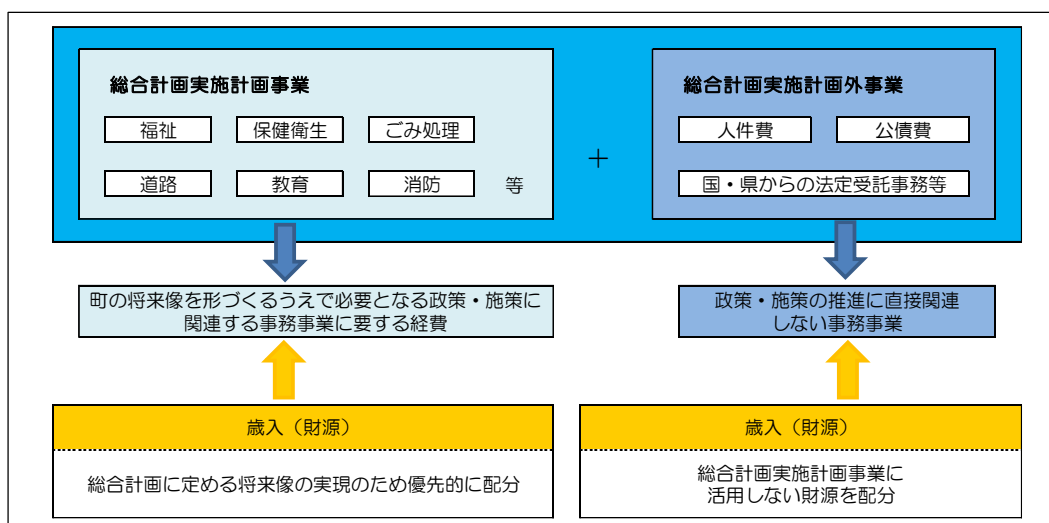 総合計画実施計画事業
福祉
保健衛生
ごみ処理
道路
教育
消防
等
＋
総合計画実施計画外事業
人件費
公債費
国・県からの法定受託事務等
町の将来像を形づくるうえで必要となる政策・施策に
関連する事務事業に要する経費
政策・施策の推進に直接関連
しない事務事業
歳入（財源）
総合計画に定める将来像の実現のため優先的に配分
歳入（財源）
総合計画実施計画事業に
活用しない財源を配分